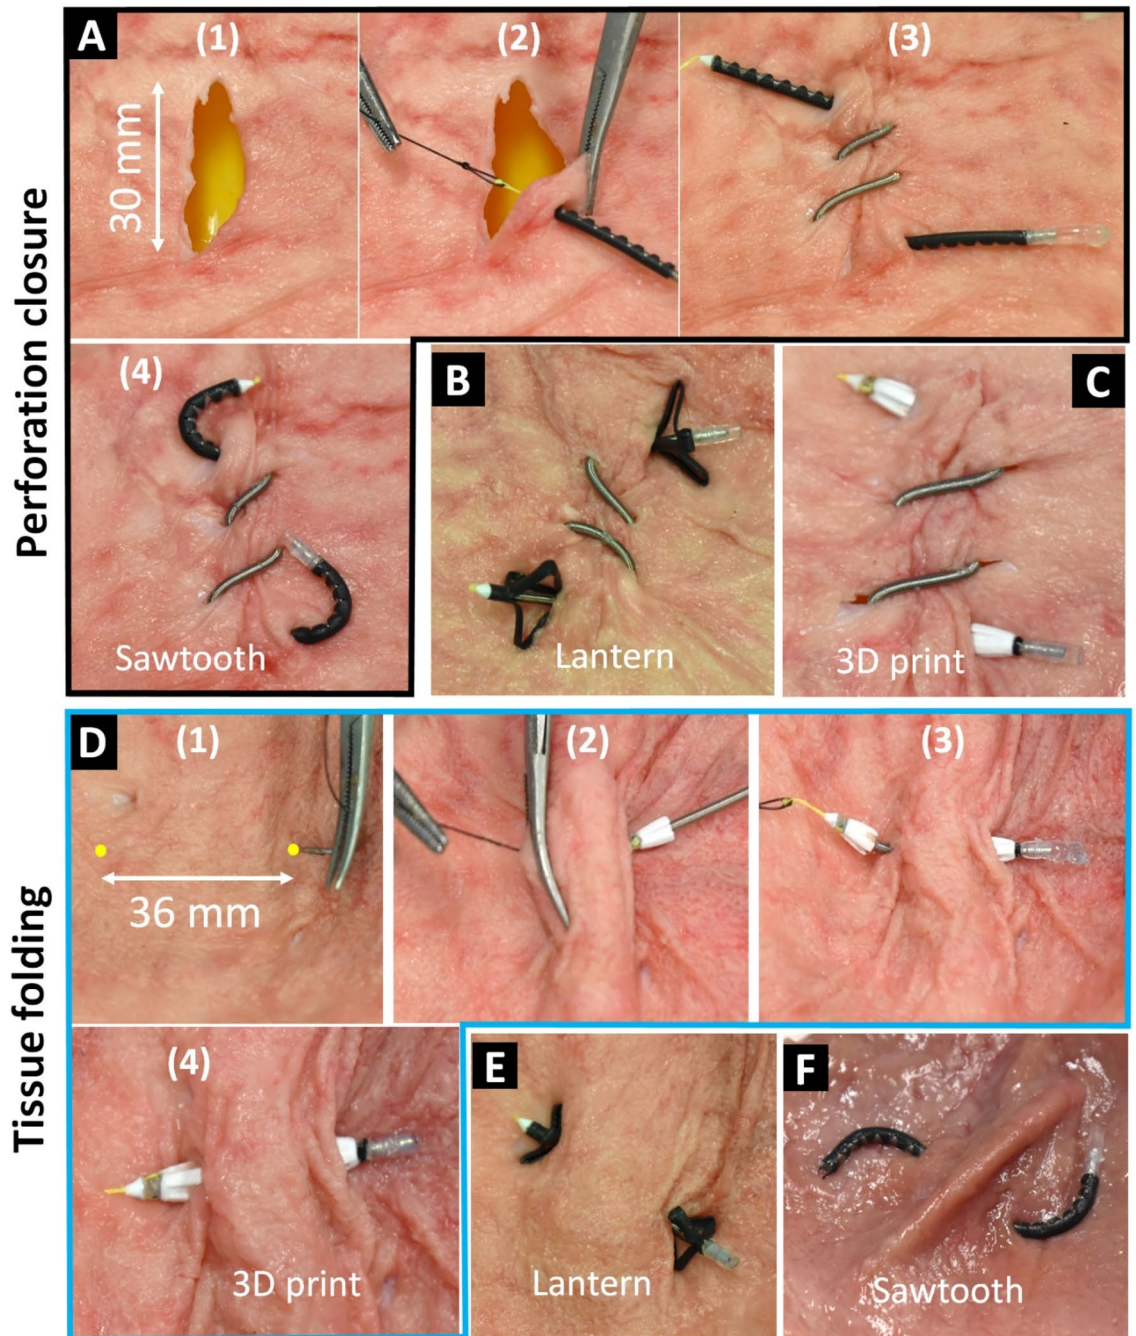 Perforation closure
A
(1)
(2)
(3)
30 mm
(4)
Sawtooth
B
Lantern
C
3D print
Tissue folding
D
(1)
36 mm
(2)
(3)
(4)
3D print
E
Lantern
F
Sawtooth